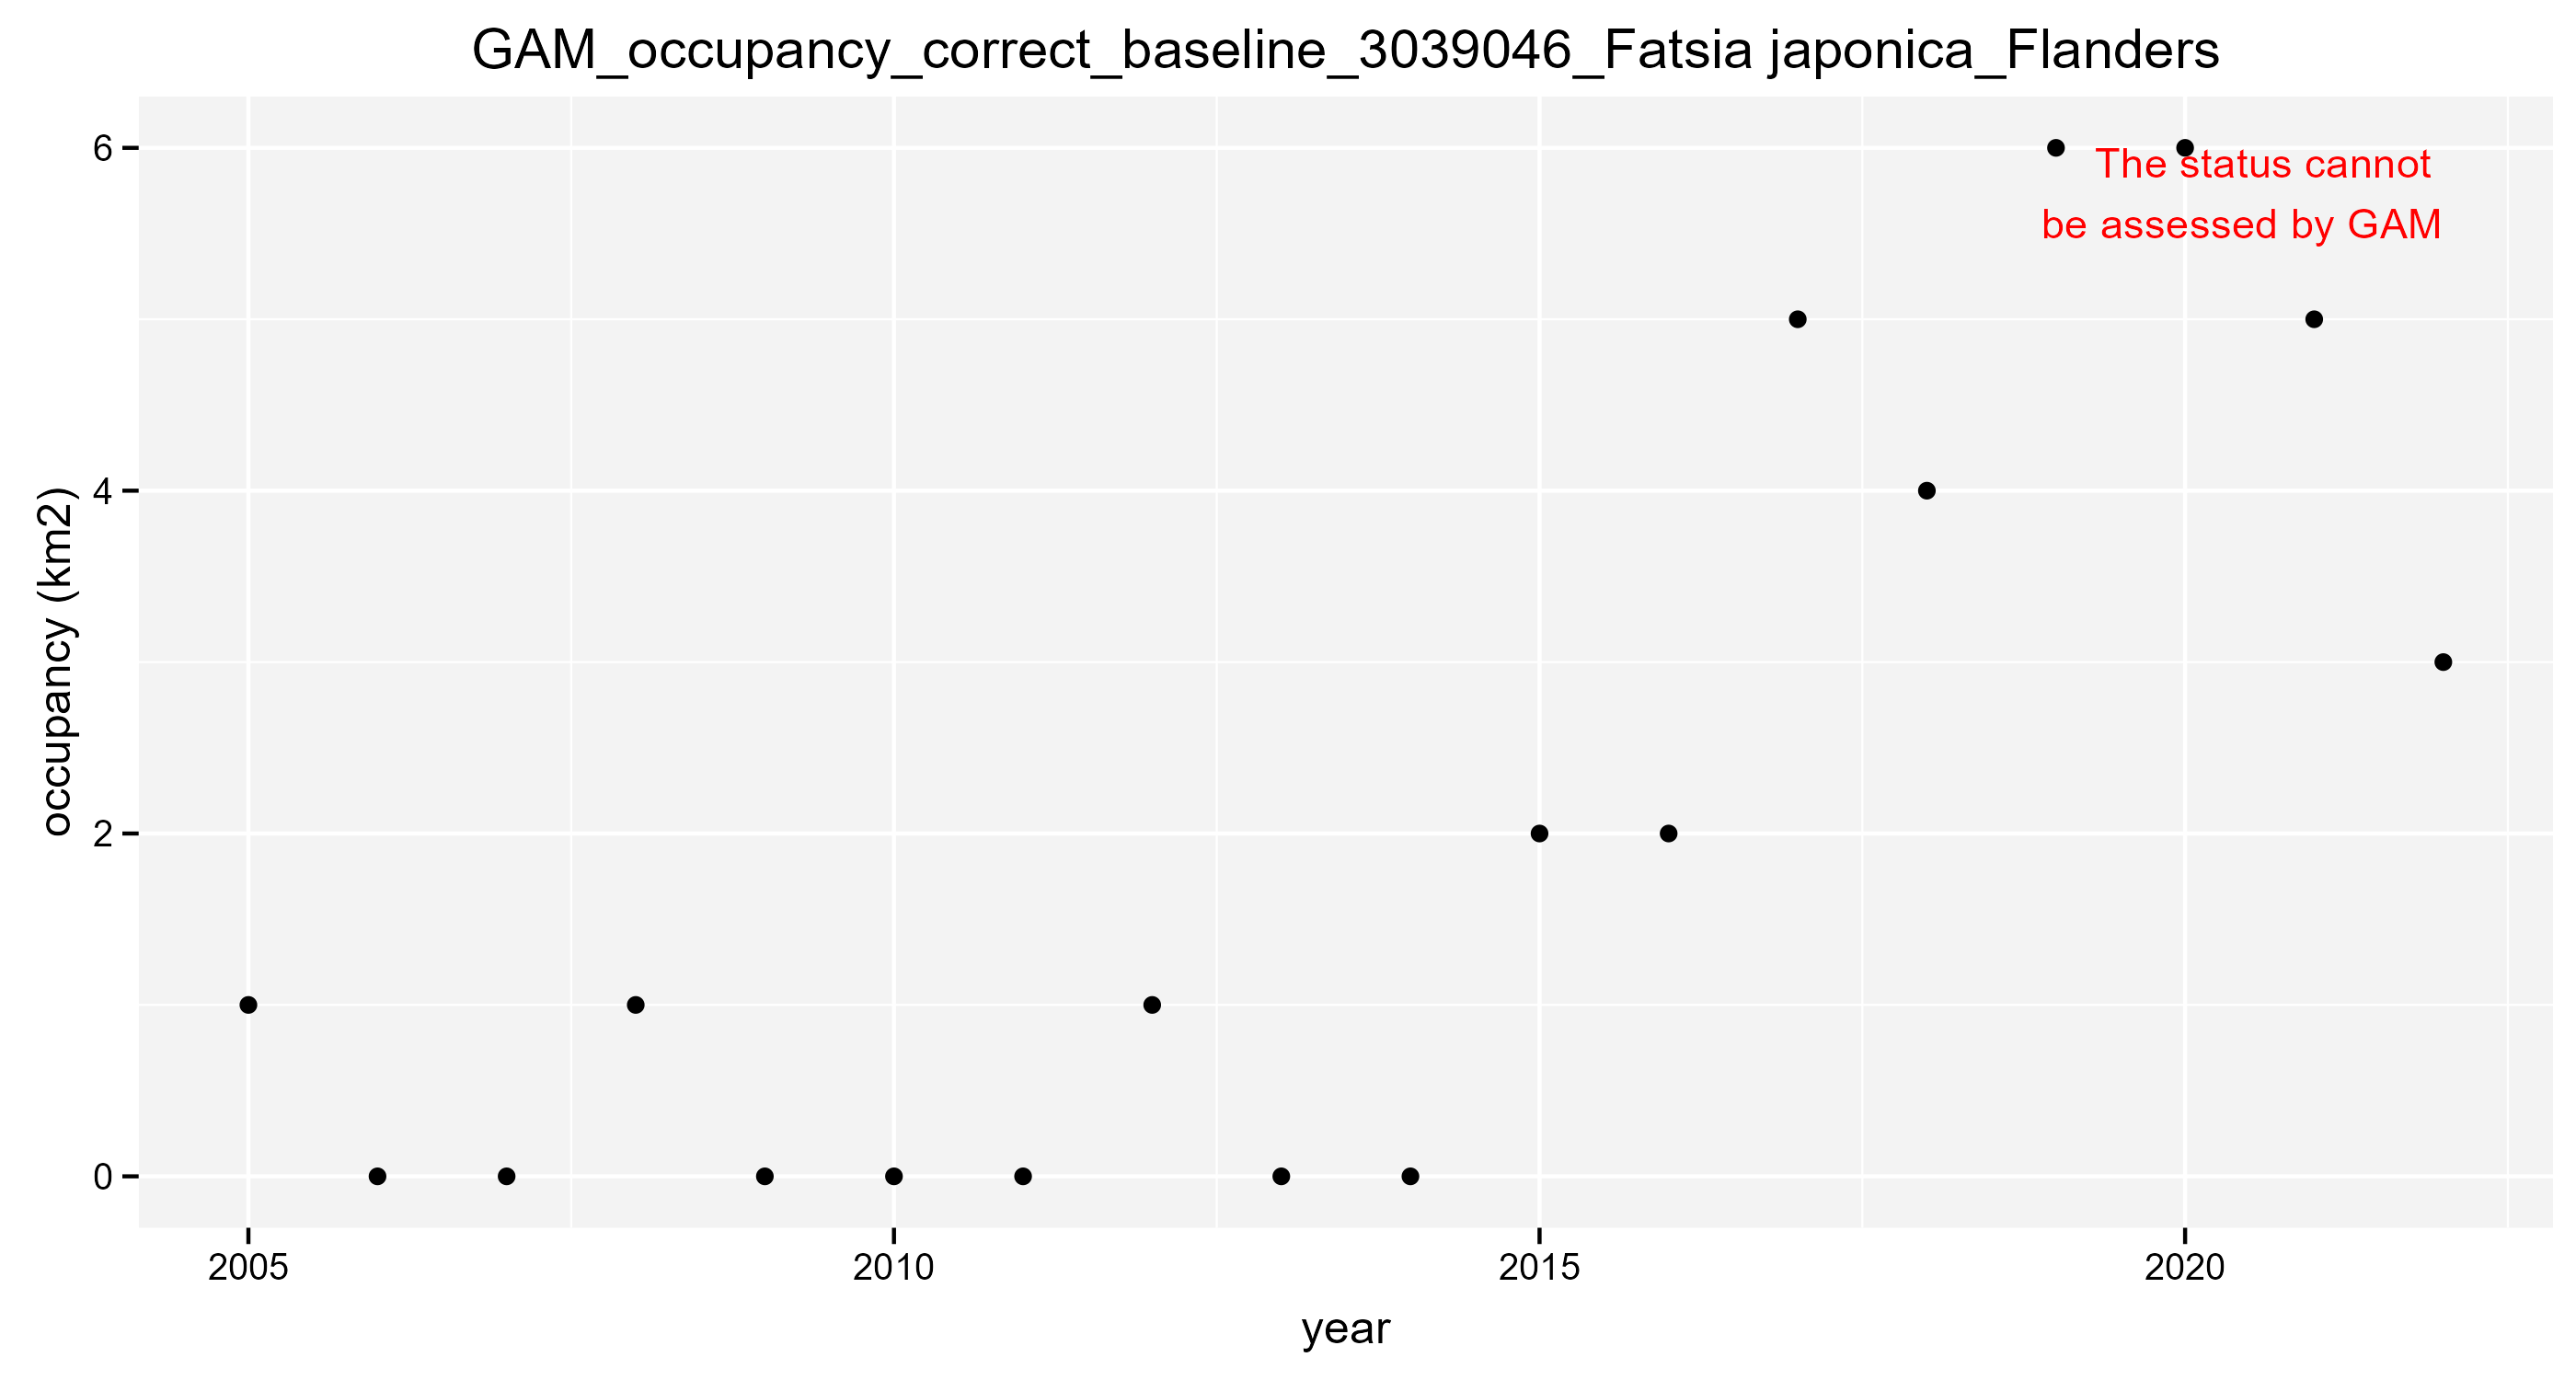 GAM_occupancy_correct_baseline_3039046_Fatsia japonica_Flanders
The status cannot
be assessed by GAM
occupancy (km2)
6
4
2
0
2005
2010
2015
2020
year